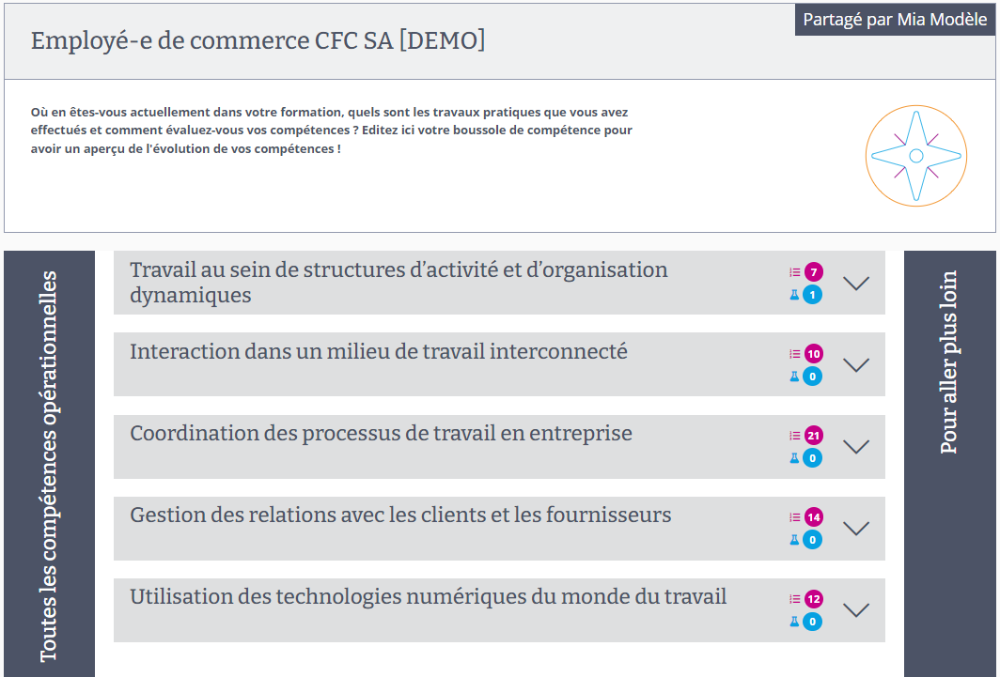 Partagé par Mia Modèle
Employé-e de commerce CFC SA [DEMO]
Où en êtes-vous actuellement dans votre formation, quels sont les travaux pratiques que vous avez
effectués et comment évaluez-vous vos compétences ? Editez ici votre boussole de compétence pour
avoir un aperçu de l'évolution de vos compétences !
Toutes les compétences opérationnelles
Travail au sein de structures d’activité et d’organisation
dynamiques
7
1
Interaction dans un milieu de travail interconnecté
10
0
Coordination des processus de travail en entreprise
21
0
Gestion des relations avec les clients et les fournisseurs
14
0
Utilisation des technologies numériques du monde du travail
12
0
Pour aller plus loin